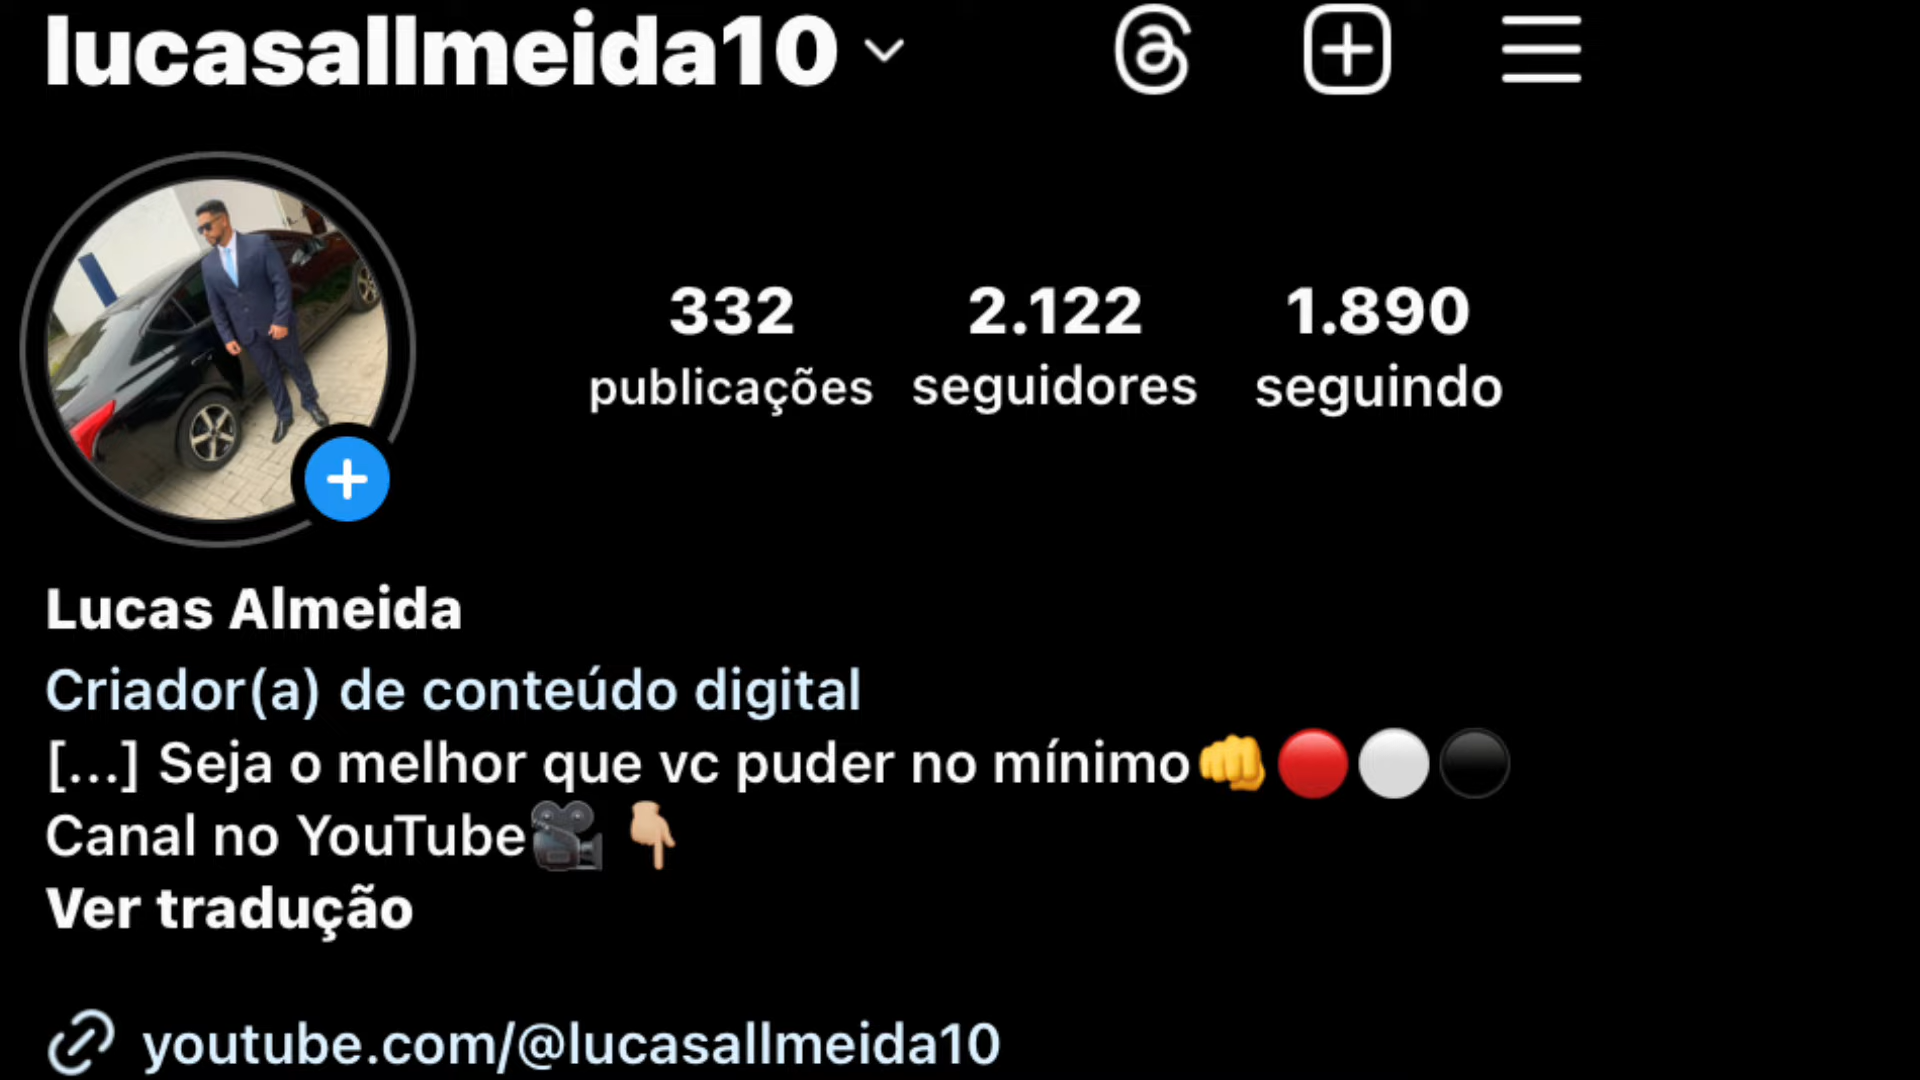 lucasallmeida10
332 2.122 1.890
publicações seguidores seguindo
Lucas Almeida
Criador(a) de conteúdo digital
[...] Seja o melhor que vc puder no mínimo👊🔴⚪⚫
Canal no YouTube🎥 👇🏼
Ver tradução
youtube.com/@lucasallmeida10